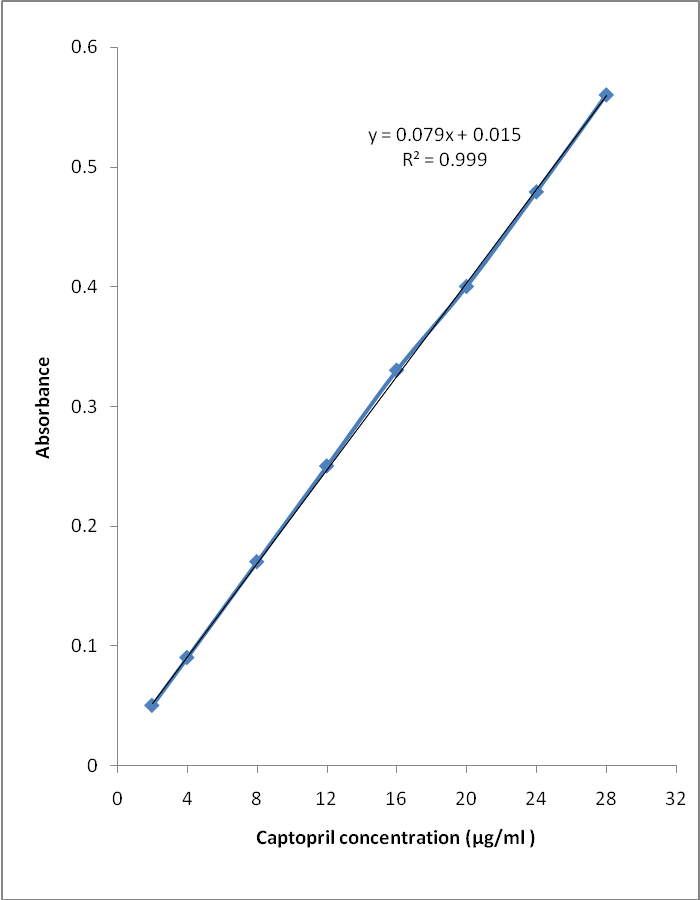 0.6
y = 0.079x + 0.015
R² = 0.999
0.5
0.4
0.3
0.2
0.1
0
Absorbance
0 4 8 12 16 20 24 28 32
Captopril concentration (µg/ml )